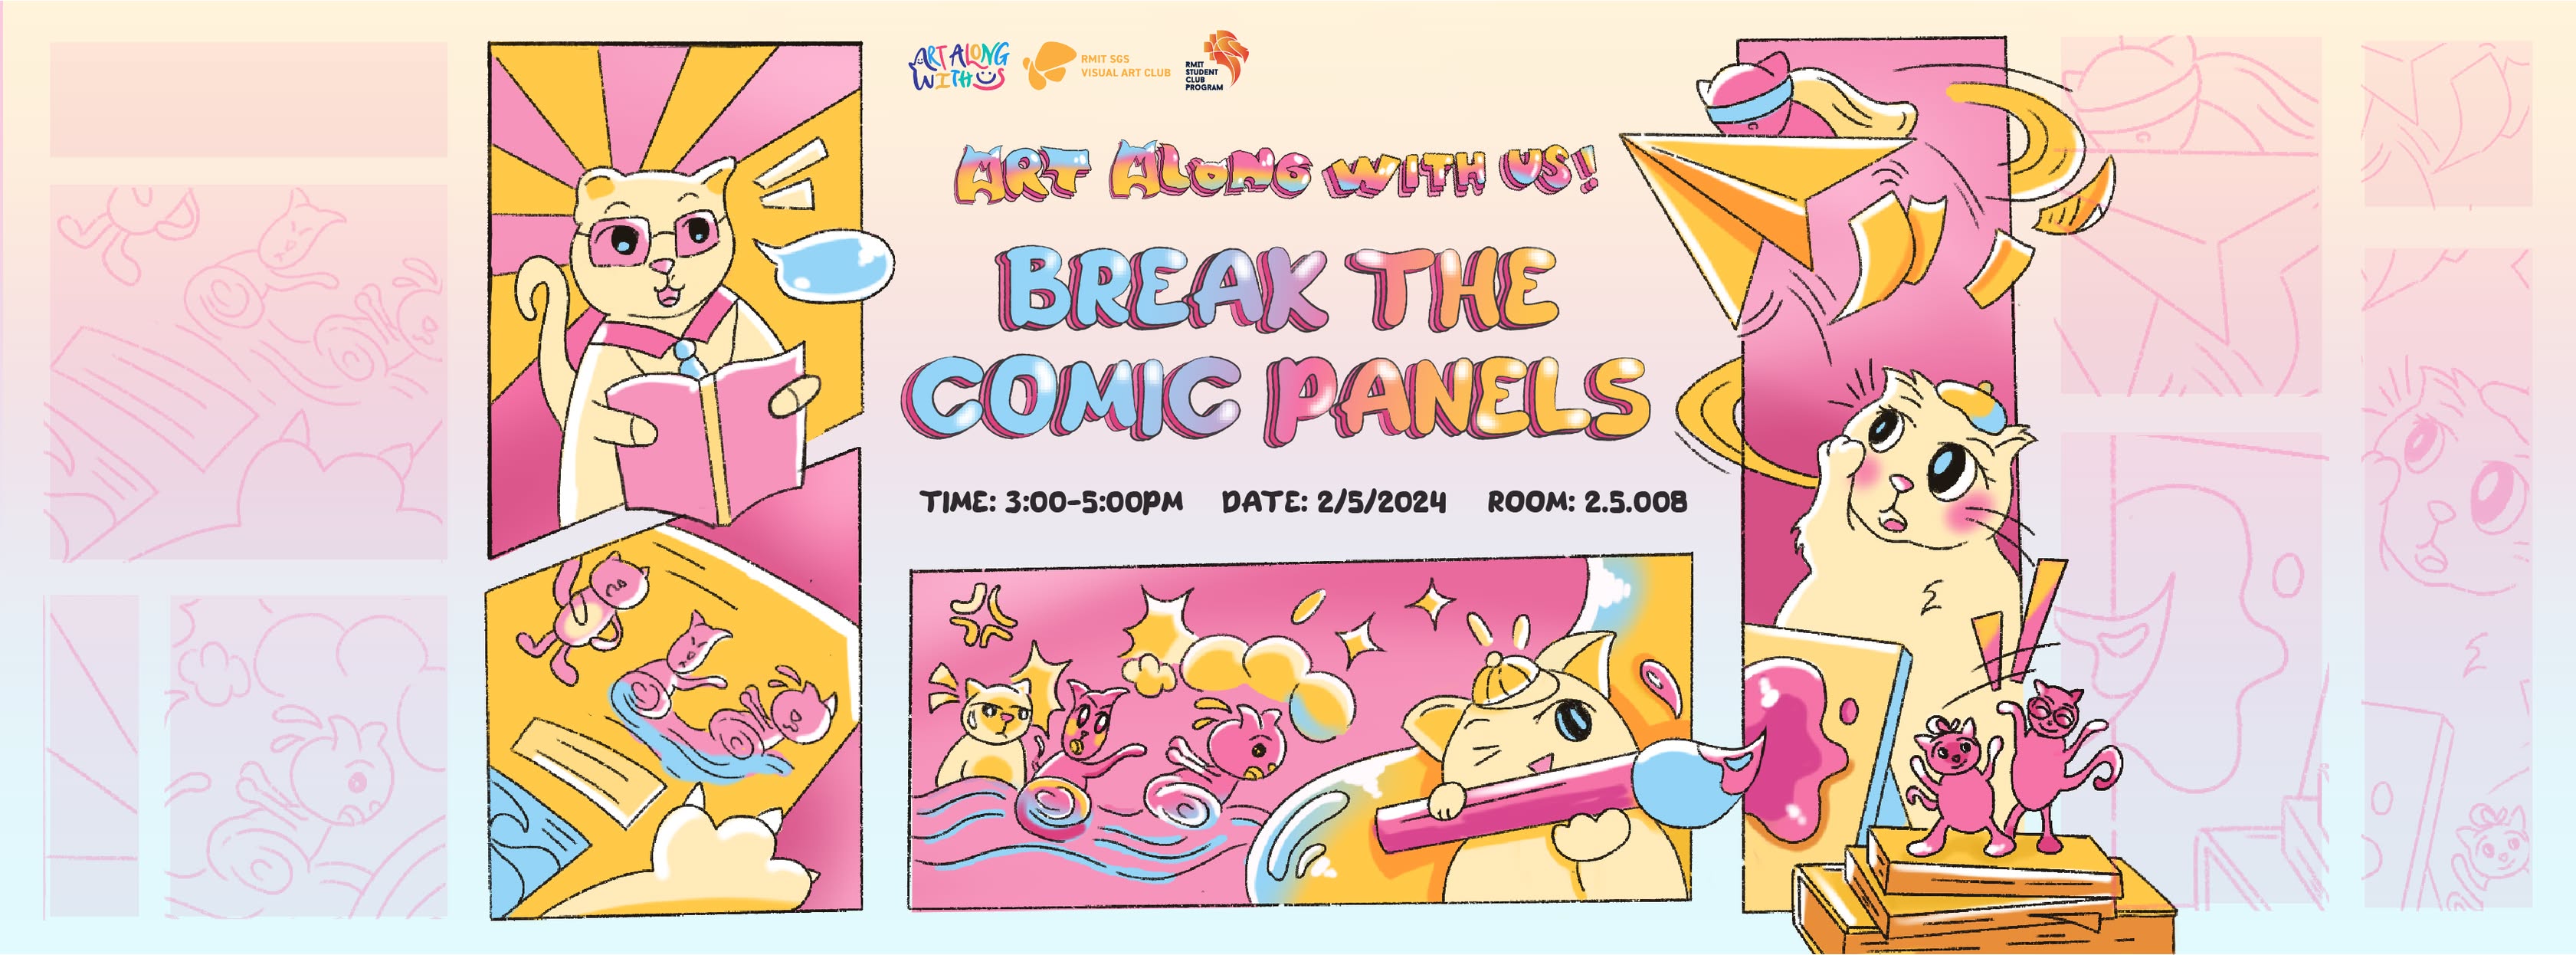 ART ALONG
WITH US
RMIT SGS
VISUAL ART CLUB
RMIT
STUDENT
CLUB
PROGRAM
ART ALONG WITH US!
BREAK THE
COMIC PANELS
TIME: 3:00-5:00PM DATE: 2/5/2024 ROOM: 2.5.008